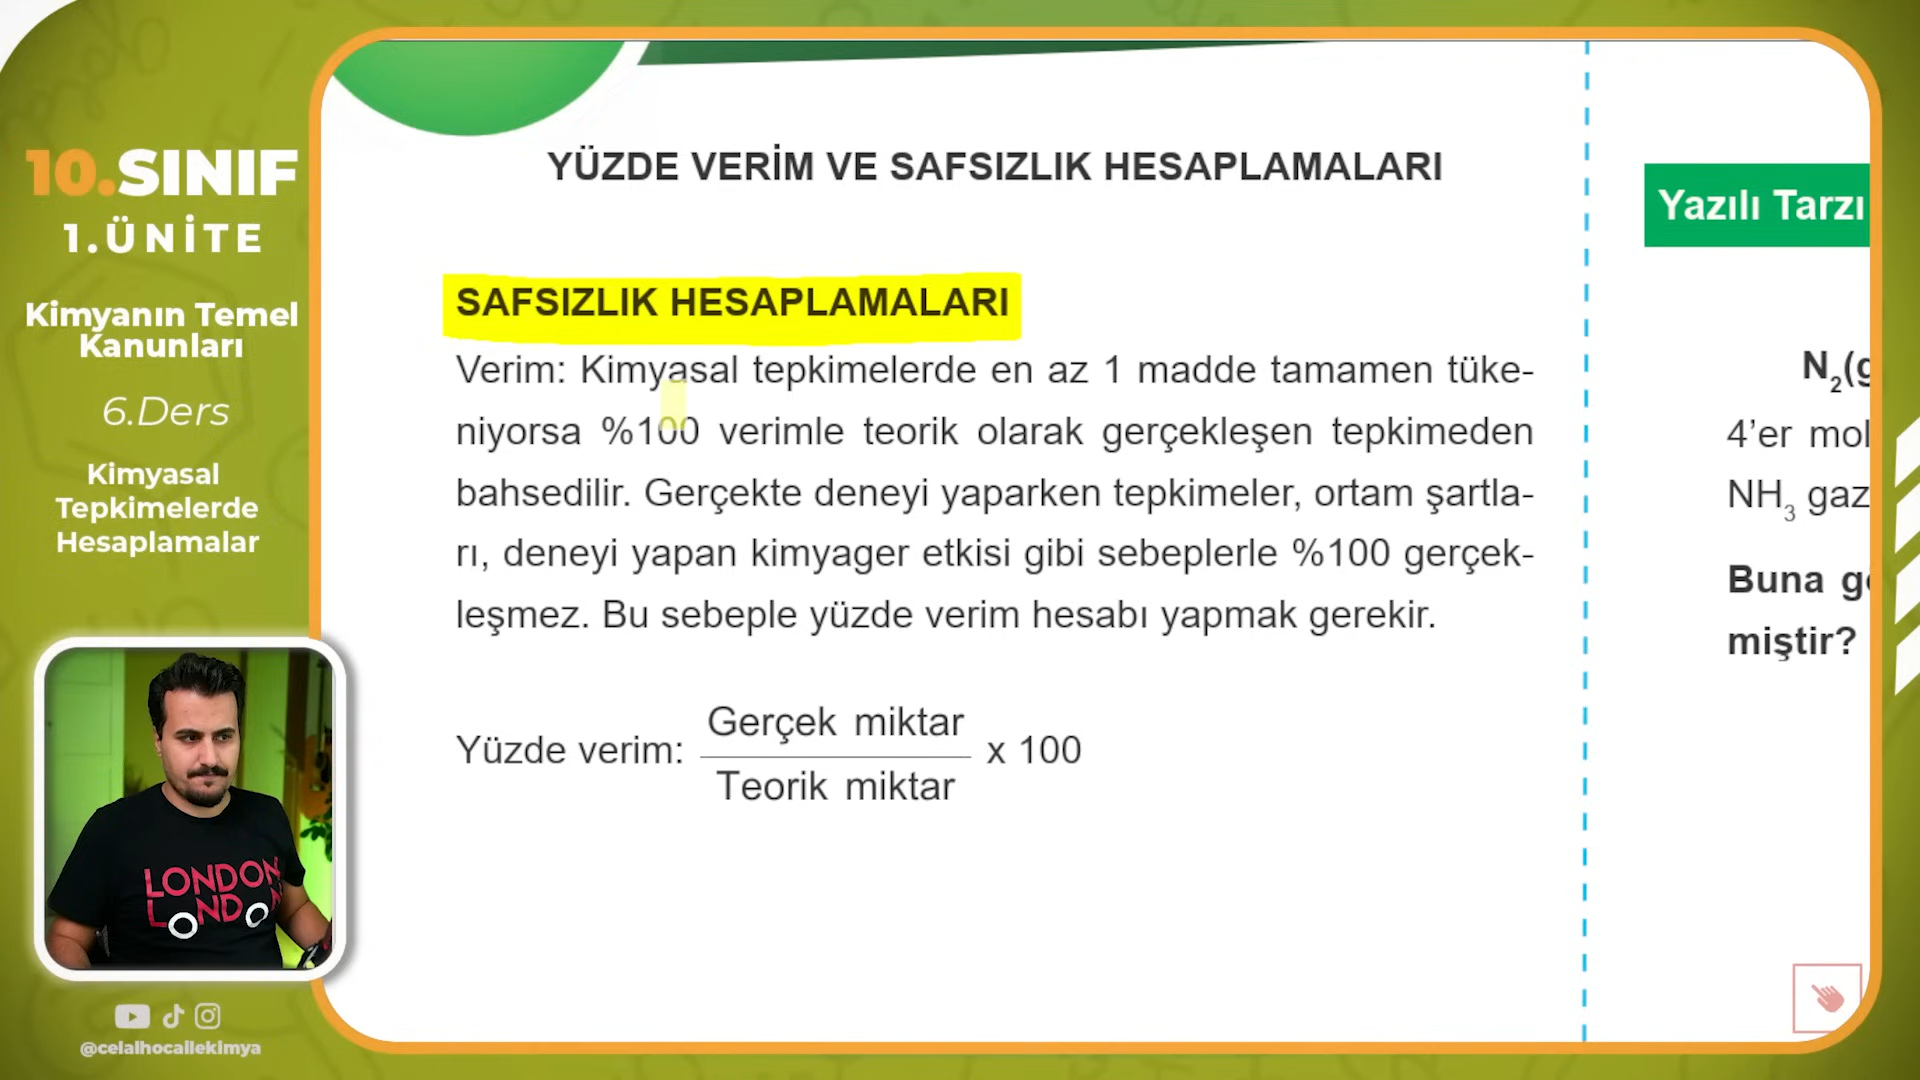 10.SINIF
1.ÜNİTE
Kimyanın Temel
Kanunları
6.Ders
Kimyasal
Tepkimelerde
Hesaplamalar
@celalhocailekimya
YÜZDE VERİM VE SAFSIZLIK HESAPLAMALARI
SAFSIZLIK HESAPLAMALARI
Verim: Kimyasal tepkimelerde en az 1 madde tamamen tüke-
niyorsa %100 verimle teorik olarak gerçekleşen tepkimeden
bahsedilir. Gerçekte deneyi yaparken tepkimeler, ortam şartla-
rı, deneyi yapan kimyager etkisi gibi sebeplerle %100 gerçek-
leşmez. Bu sebeple yüzde verim hesabı yapmak gerekir.
Yüzde verim: Gerçek miktar / Teorik miktar x 100
Yazılı Tarzı
N₂(g
4’er mol
NH₃ gaz
Buna g
miştir?
LONDON
LONDON